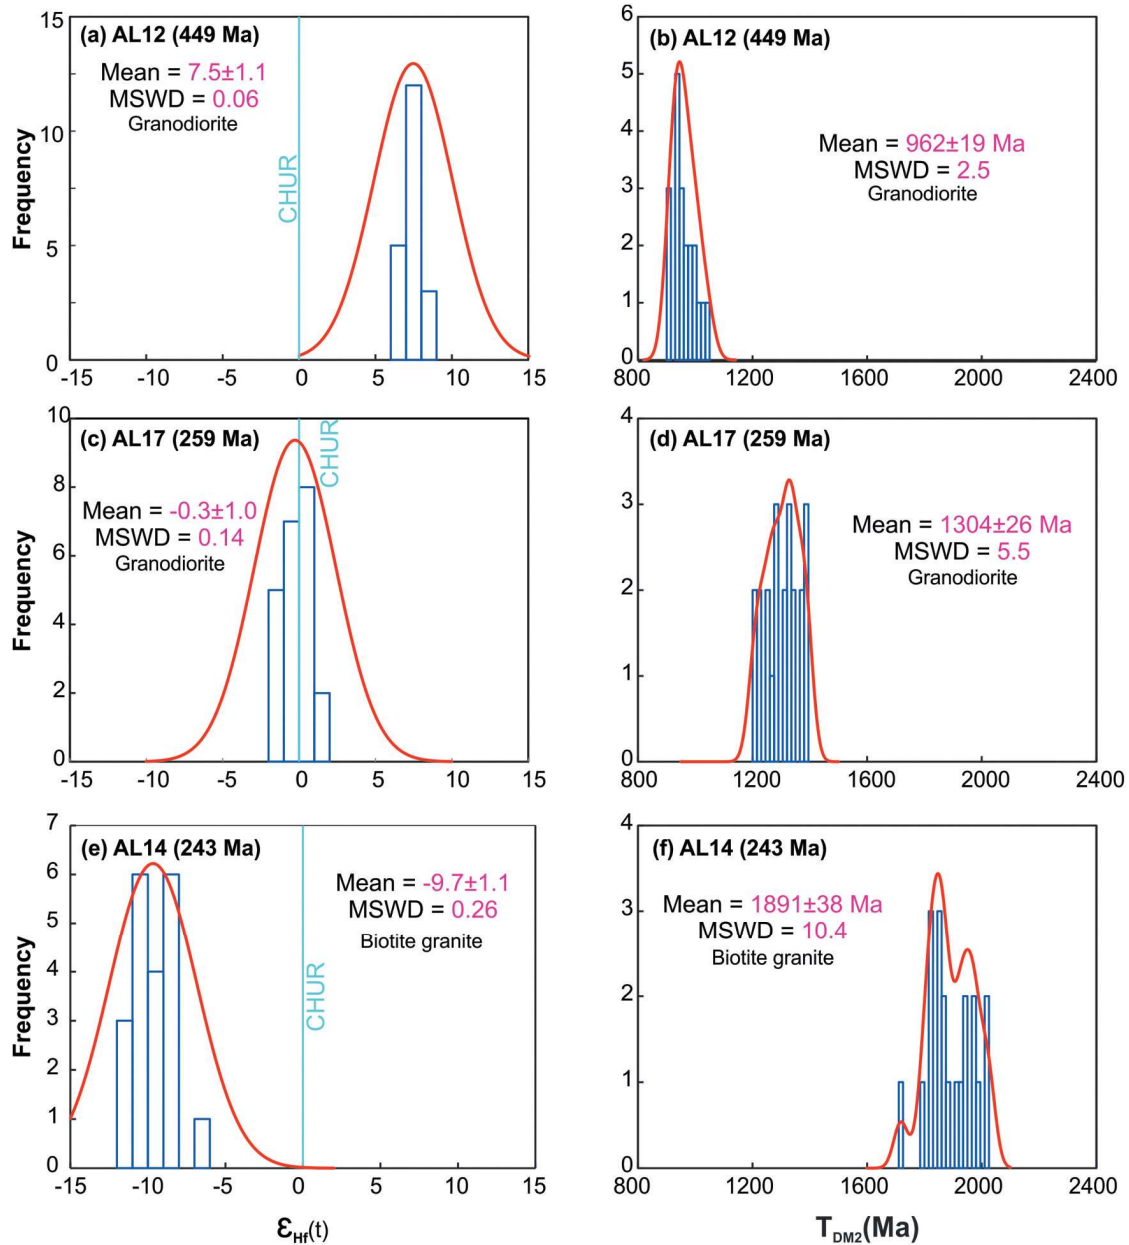 (a) AL12 (449 Ma)
Mean = 7.5±1.1
MSWD = 0.06
Granodiorite
CHUR
Frequency
15
10
5
0
-15 -10 -5 0 5 10 15
(b) AL12 (449 Ma)
Mean = 962±19 Ma
MSWD = 2.5
Granodiorite
6
5
4
3
2
1
0
800 1200 1600 2000 2400
(c) AL17 (259 Ma)
Mean = -0.3±1.0
MSWD = 0.14
Granodiorite
CHUR
Frequency
10
8
6
4
2
0
-15 -10 -5 0 5 10 15
(d) AL17 (259 Ma)
Mean = 1304±26 Ma
MSWD = 5.5
Granodiorite
4
3
2
1
0
800 1200 1600 2000 2400
(e) AL14 (243 Ma)
Mean = -9.7±1.1
MSWD = 0.26
Biotite granite
CHUR
Frequency
7
6
5
4
3
2
1
0
-15 -10 -5 0 5 10 15
εHf(t)
(f) AL14 (243 Ma)
Mean = 1891±38 Ma
MSWD = 10.4
Biotite granite
4
3
2
1
0
800 1200 1600 2000 2400
TDM2(Ma)